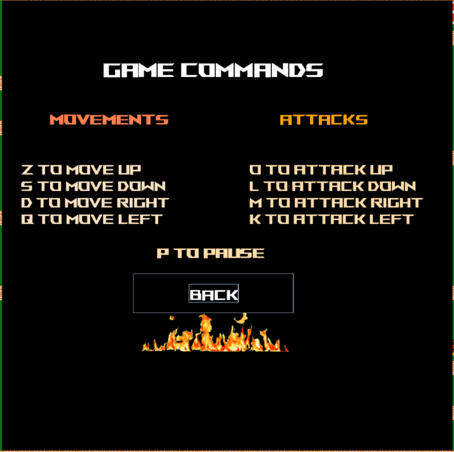 GAME COMMANDS
MOVEMENTS
Z TO MOVE UP
S TO MOVE DOWN
D TO MOVE RIGHT
Q TO MOVE LEFT
ATTACKS
O TO ATTACK UP
L TO ATTACK DOWN
M TO ATTACK RIGHT
K TO ATTACK LEFT
P TO PAUSE
BACK